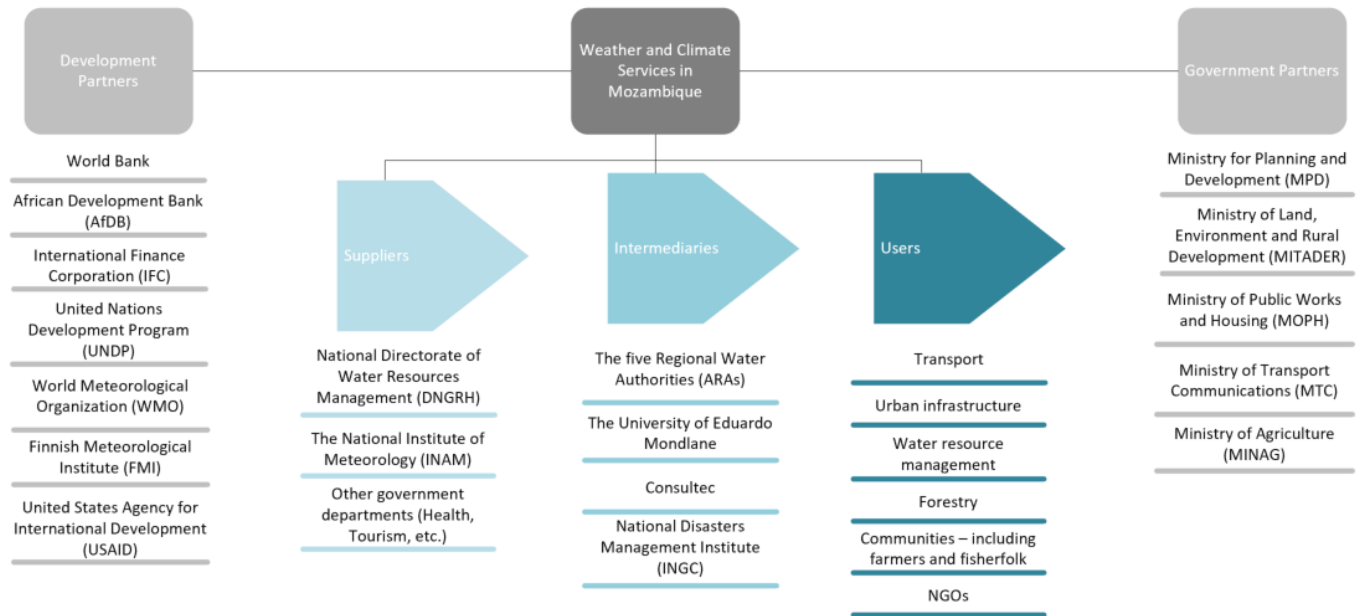 Development
Partners
Weather and Climate
Services in
Mozambique
Government Partners
World Bank
African Development Bank
(AfDB)
International Finance
Corporation (IFC)
United Nations
Development Program
(UNDP)
World Meteorological
Organization (WMO)
Finnish Meteorological
Institute (FMI)
United States Agency for
International Development
(USAID)
Suppliers
National Directorate of
Water Resources
Management (DNGRH)
The National Institute of
Meteorology (INAM)
Other government
departments (Health,
Tourism, etc.)
Intermediaries
The five Regional Water
Authorities (ARAs)
The University of Eduardo
Mondlane
Consultec
National Disasters
Management Institute
(INGC)
Users
Transport
Urban infrastructure
Water resource
management
Forestry
Communities – including
farmers and fisherfolk
NGOs
Ministry for Planning and
Development (MPD)
Ministry of Land,
Environment and Rural
Development (MITADER)
Ministry of Public Works
and Housing (MOPH)
Ministry of Transport
Communications (MTC)
Ministry of Agriculture
(MINAG)